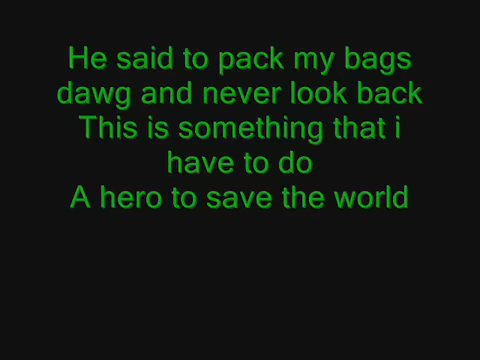 He said to pack my bags
dawg and never look back
This is something that i
have to do
A hero to save the world